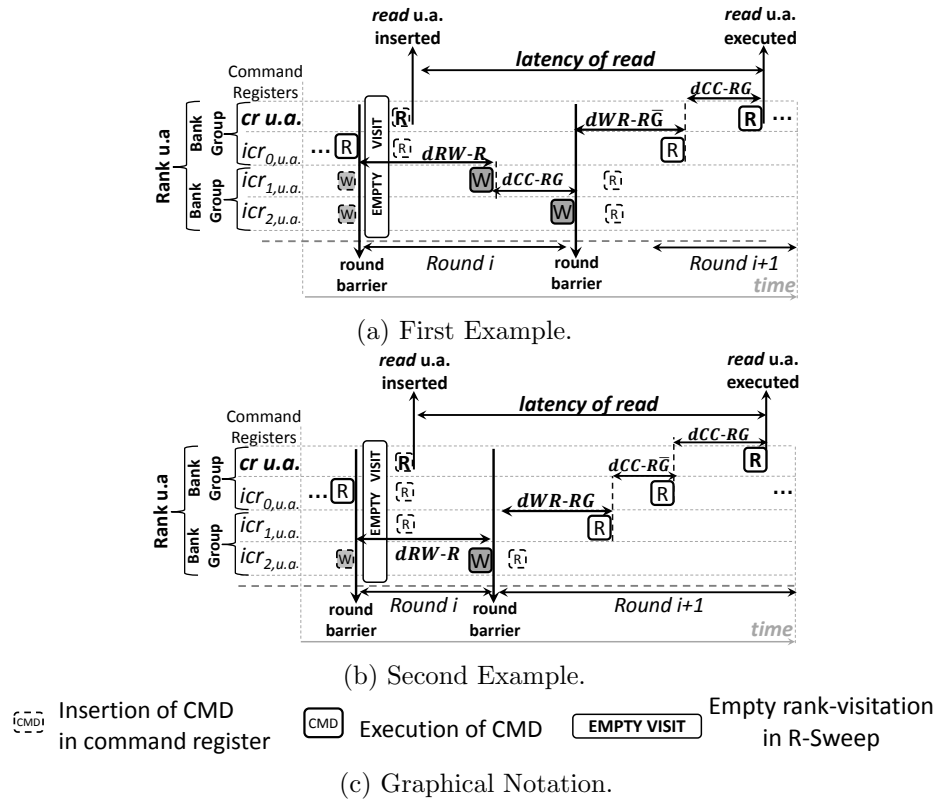 read u.a.
inserted
read u.a.
executed
latency of read
Command
Registers
dCC-RG
cr u.a.
R
dWR-RG̅
R
...
Rank u.a
Bank
Group
Bank
Group
icr0,u.a.
... R
EMPTY VISIT
R
dRW-R
R
icr1,u.a.
W
W
dCC-RG
R
icr2,u.a.
W
W
R
round
barrier
Round i
round
barrier
Round i+1
time
(a) First Example.
read u.a.
inserted
read u.a.
executed
latency of read
Command
Registers
dCC-RG
cr u.a.
R
dCC-RG̅
R
Rank u.a
Bank
Group
Bank
Group
icr0,u.a.
... R
EMPTY VISIT
R
dWR-RG
R
...
icr1,u.a.
R
R
icr2,u.a.
W
dRW-R
W
R
round
barrier
Round i
round
barrier
Round i+1
time
(b) Second Example.
CMD
Insertion of CMD
in command register
CMD
Execution of CMD
EMPTY VISIT
Empty rank-visitation
in R-Sweep
(c) Graphical Notation.